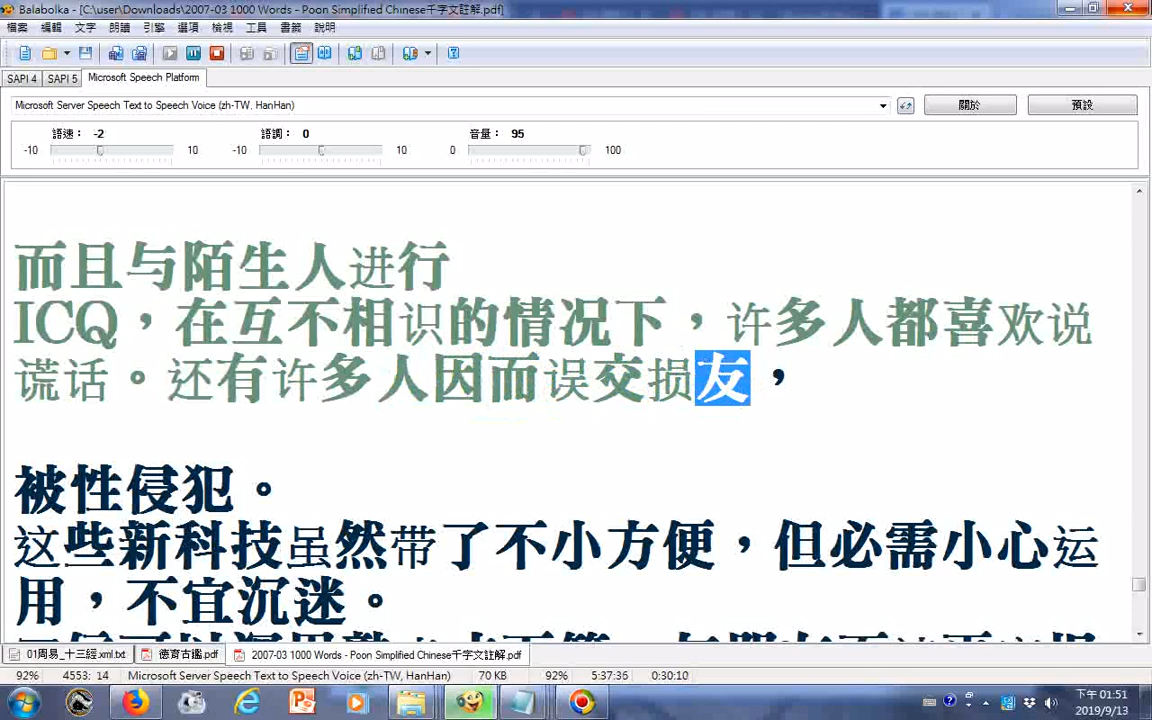 Balabolka - [C:\user\Downloads\2007-03 1000 Words - Poon Simplified Chinese千字文註解.pdf]
檔案 編輯 文字 朗讀 引擎 選項 檢視 工具 書籤 說明
SAPI 4 SAPI 5 Microsoft Speech Platform
Microsoft Server Speech Text to Speech Voice (zh-TW, HanHan) 關於 預設
語速： -2 語調： 0 音量： 95
-10 10 -10 10 0 100
而且与陌生人进行
ICQ，在互不相识的情况下，许多人都喜欢说
谎话。还有许多人因而误交损友，
被性侵犯。
这些新科技虽然带了不小方便，但必需小心运
用，不宜沉迷。
01周易_十三經.xml.txt 德育古鑑.pdf 2007-03 1000 Words - Poon Simplified Chinese千字文註解.pdf
92% 4553: 14 Microsoft Server Speech Text to Speech Voice (zh-TW, HanHan) 70 KB 92% 5:37:36 0:30:10
下午 01:51
2019/9/13